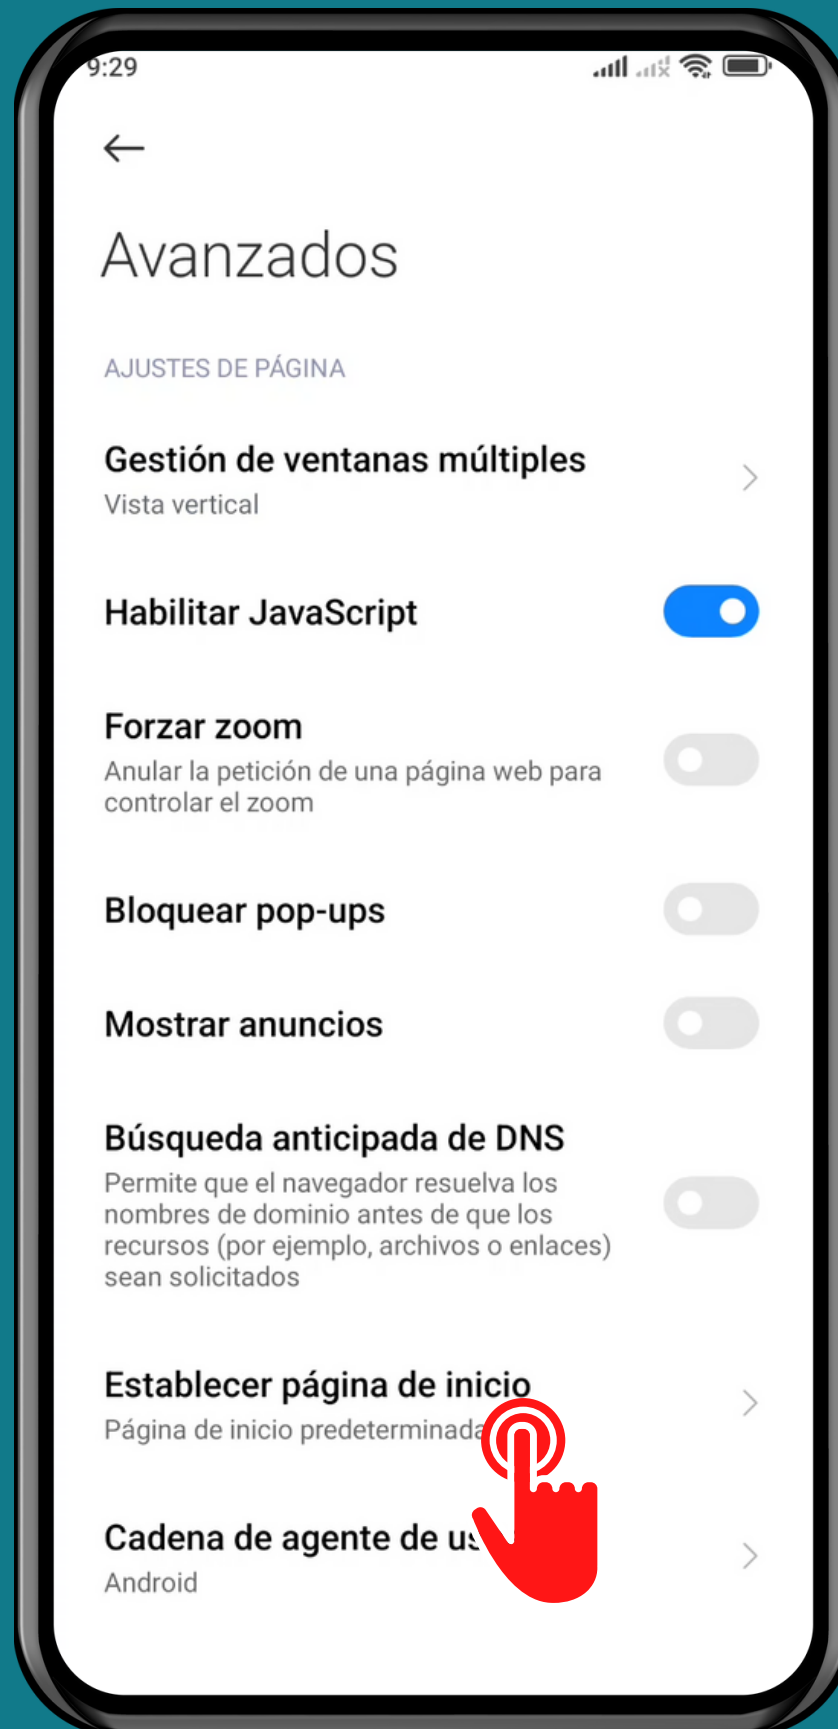 9:29
Avanzados
AJUSTES DE PÁGINA
Gestión de ventanas múltiples
Vista vertical
Habilitar JavaScript
Forzar zoom
Anular la petición de una página web para
controlar el zoom
Bloquear pop-ups
Mostrar anuncios
Búsqueda anticipada de DNS
Permite que el navegador resuelva los
nombres de dominio antes de que los
recursos (por ejemplo, archivos o enlaces)
sean solicitados
Establecer página de inicio
Página de inicio predeterminada
Cadena de agente de
Android